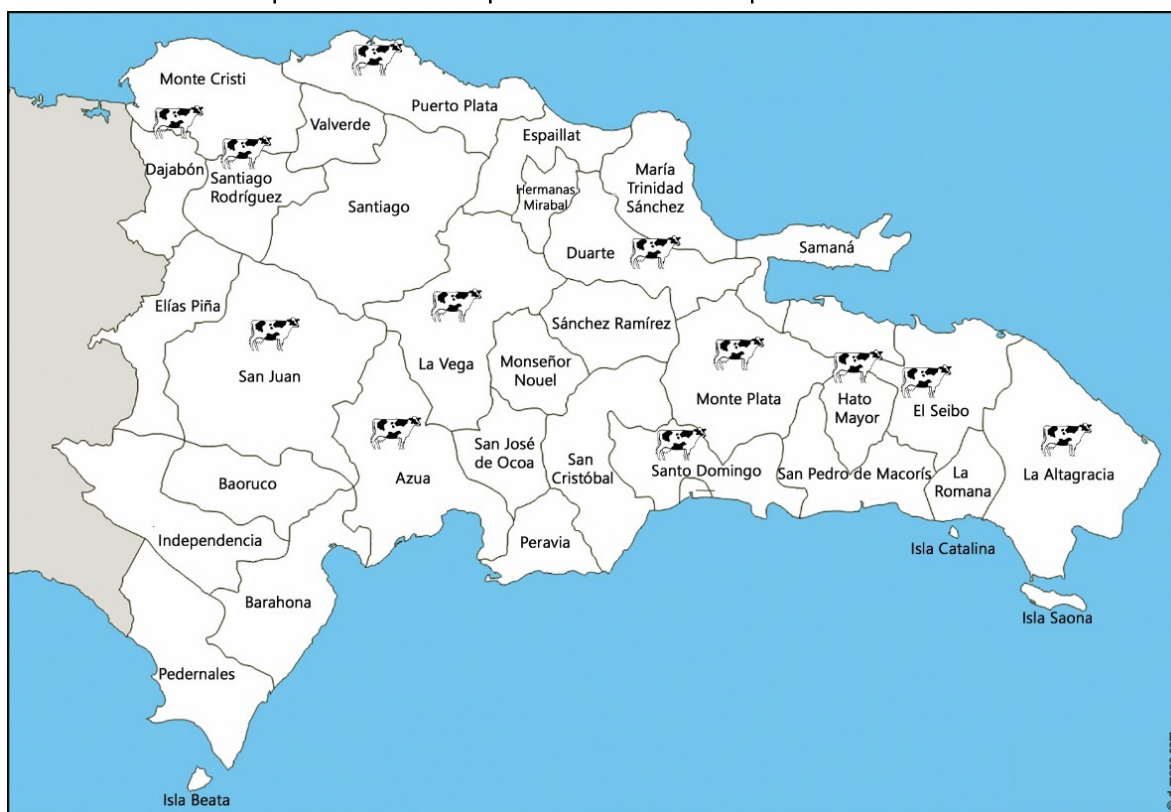 Monte Cristi
Puerto Plata
Valverde
Espaillat
Dajabón
Santiago
Rodríguez
María
Trinidad
Sánchez
Hermanas
Mirabal
Santiago
Duarte
Samaná
Elías Piña
Sánchez Ramírez
San Juan
La Vega
Monseñor
Nouel
Monte Plata
Hato
Mayor
El Seibo
San José
de Ocoa
San
Cristóbal
Santo Domingo
San Pedro de Macorís
La
Romana
La Altagracia
Azua
Baoruco
Independencia
Peravia
Isla Catalina
Barahona
Isla Saona
Pedernales
Isla Beata